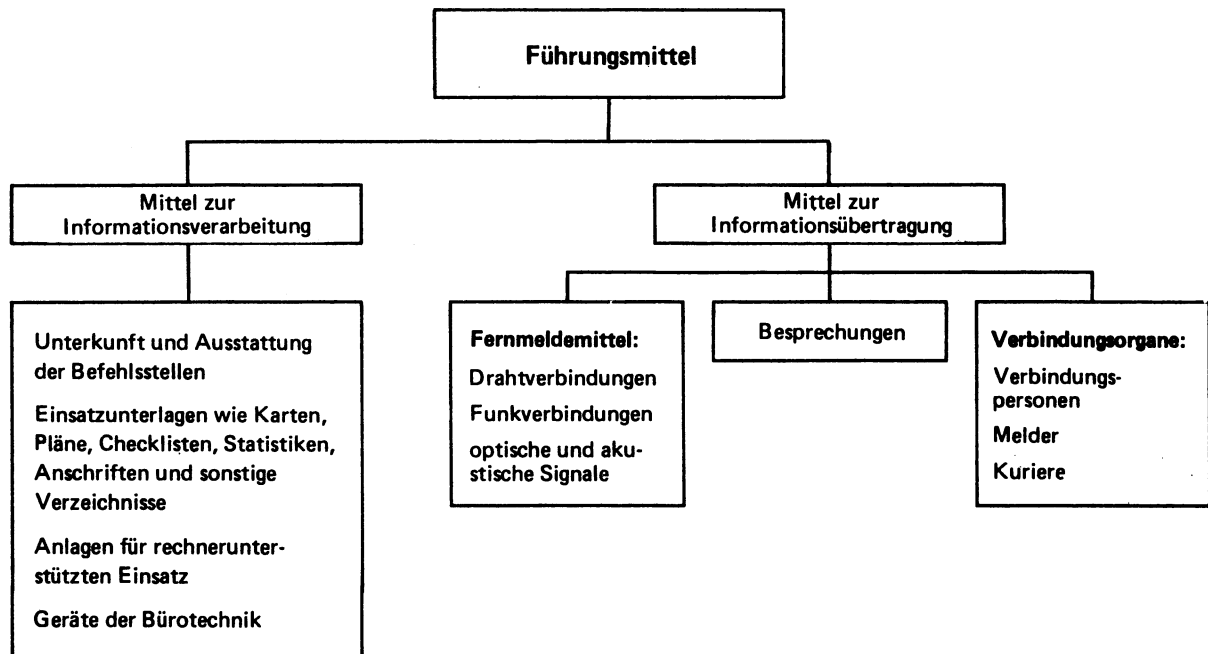 Führungsmittel
Mittel zur
Informationsverarbeitung
Mittel zur
Informationsübertragung
Unterkunft und Ausstattung
der Befehlsstellen
Einsatzunterlagen wie Karten,
Pläne, Checklisten, Statistiken,
Anschriften und sonstige
Verzeichnisse
Anlagen für rechnerunter-
stützten Einsatz
Geräte der Bürotechnik
Fernmeldemittel:
Drahtverbindungen
Funkverbindungen
optische und aku-
stische Signale
Besprechungen
Verbindungsorgane:
Verbindungs-
personen
Melder
Kuriere